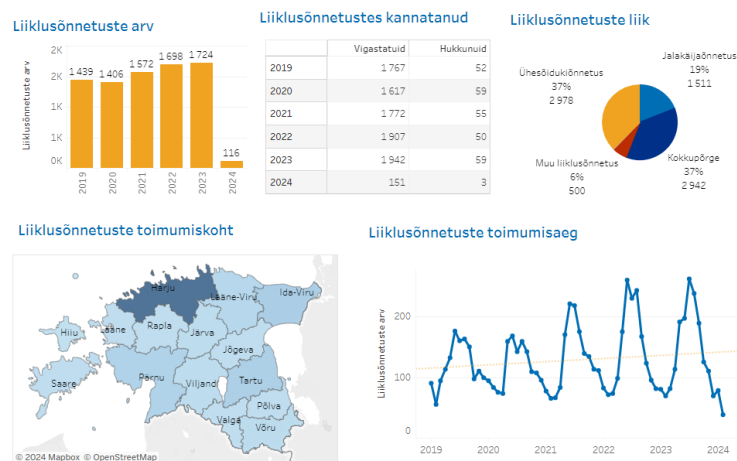 Liiklusõnnetuste arv
Liiklusõnnetuste arv
2K
2K
1K
1K
0K
1 439
1 406
1 572
1 698
1 724
116
2019
2020
2021
2022
2023
2024
Liiklusõnnetustes kannatanud
Vigastatuid Hukkunuid
2019 1 767 52
2020 1 617 59
2021 1 772 55
2022 1 907 50
2023 1 942 59
2024 151 3
Liiklusõnnetuste liik
Jalakäijaõnnetus
19%
1 511
Ühesõidukiõnnetus
37%
2 978
Muu liiklusõnnetus
6%
500
Kokkupõrge
37%
2 942
Liiklusõnnetuste toimumiskoht
Harju
Lääne-Viru
Ida-Viru
Hiiu
Lääne
Rapla
Järva
Jõgeva
Saare
Pärnu
Viljandi
Tartu
Põlva
Valga
Võru
© 2024 Mapbox © OpenStreetMap
Liiklusõnnetuste toimumisaeg
Liiklusõnnetuste arv
200
100
0
2019 2020 2021 2022 2023 2024